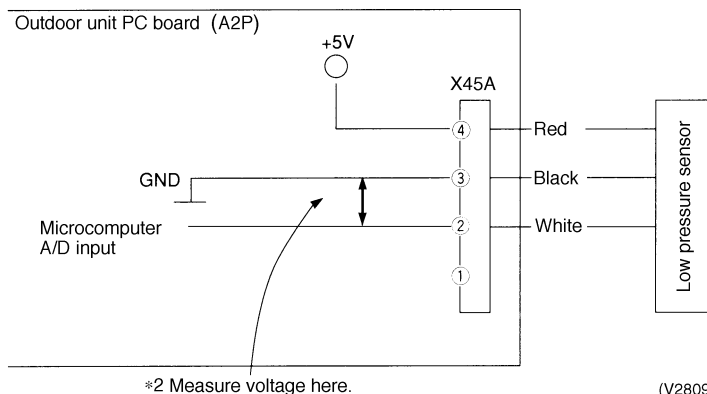 Outdoor unit PC board (A2P)
+5V
X45A
4
Red
GND
3
Black
Microcomputer
A/D input
2
White
1
Low pressure sensor
*2 Measure voltage here.
(V2809